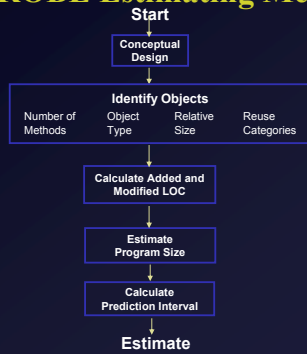 Estimating
Start
Conceptual
Design
Identify Objects
Number of Object Relative Reuse
Methods Type Size Categories
Calculate Added and
Modified LOC
Estimate
Program Size
Calculate
Prediction Interval
Estimate